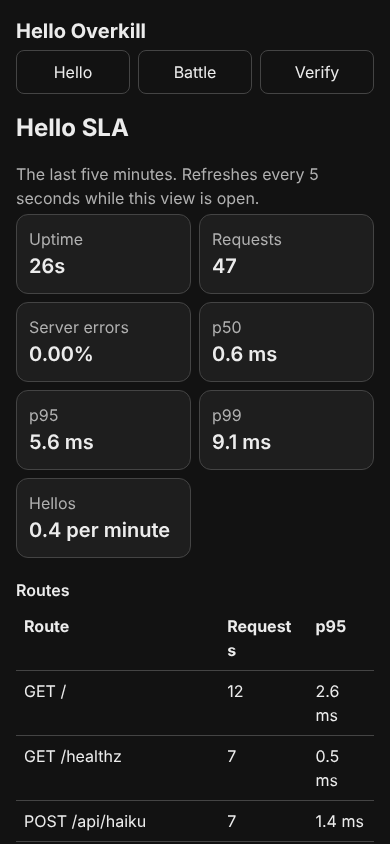 Hello Overkill
Hello
Battle
Verify
Hello SLA
The last five minutes. Refreshes every 5
seconds while this view is open.
Uptime
26s
Requests
47
Server errors
0.00%
p50
0.6 ms
p95
5.6 ms
p99
9.1 ms
Hellos
0.4 per minute
Routes
Route Request p95
s
GET / 12 2.6
ms
GET /healthz 7 0.5
ms
POST /api/haiku 7 1.4 ms